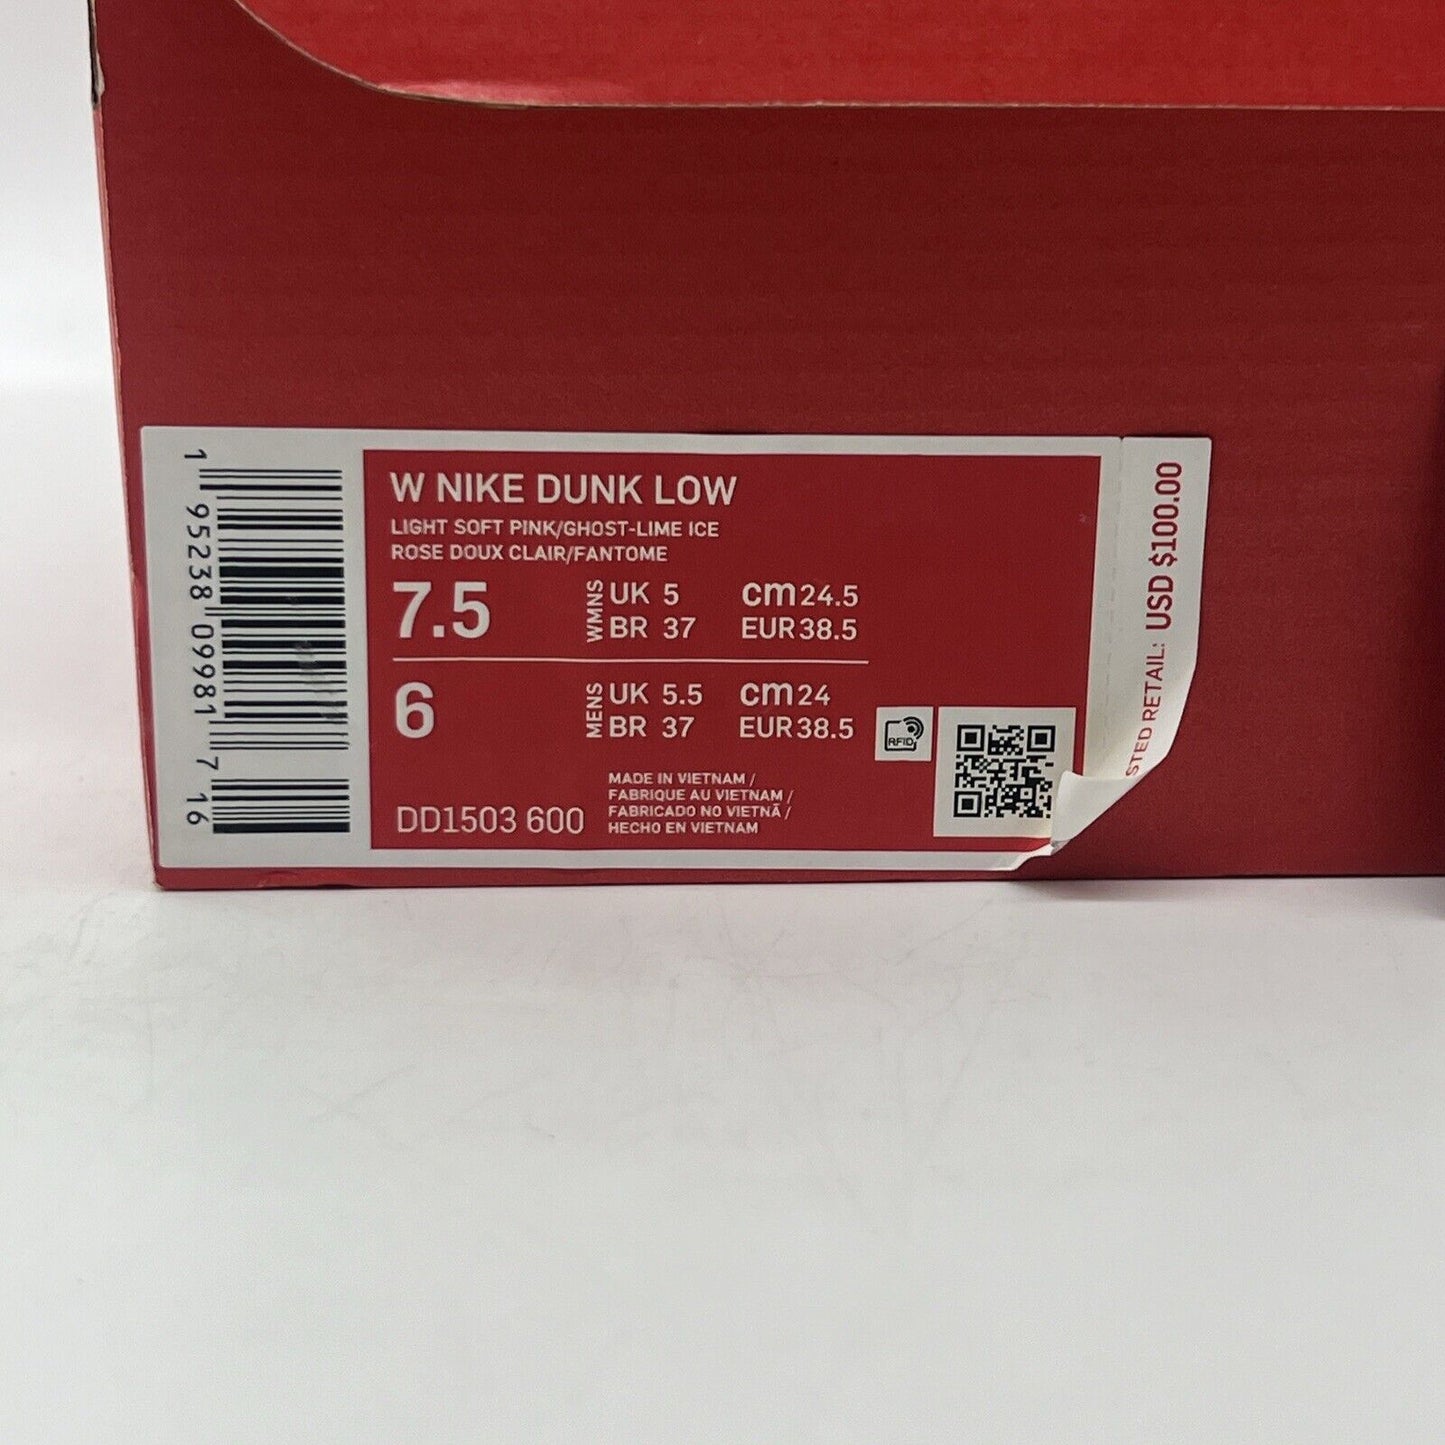 W NIKE DUNK LOW
LIGHT SOFT PINK/GHOST-LIME ICE
ROSE DOUX CLAIR/FANTOME
7.5
WMNS
UK 5
cm 24.5
BR 37
EUR 38.5
6
MENS
UK 5.5
cm 24
BR 37
EUR 38.5
RFID
MADE IN VIETNAM /
FABRIQUE AU VIETNAM /
FABRICADO NO VIETNÃ /
HECHO EN VIETNAM
DD1503 600
1 95238 09981 7 16
STED RETAIL: USD $100.00